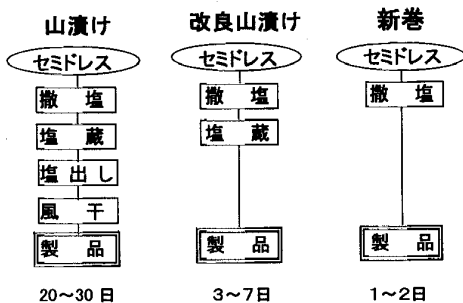 山漬け
セミドレス
撒 塩
塩 蔵
塩出し
風 干
製 品
20～30日
改良山漬け
セミドレス
撒 塩
塩 蔵
製 品
3～7日
新巻
セミドレス
撒 塩
製 品
1～2日